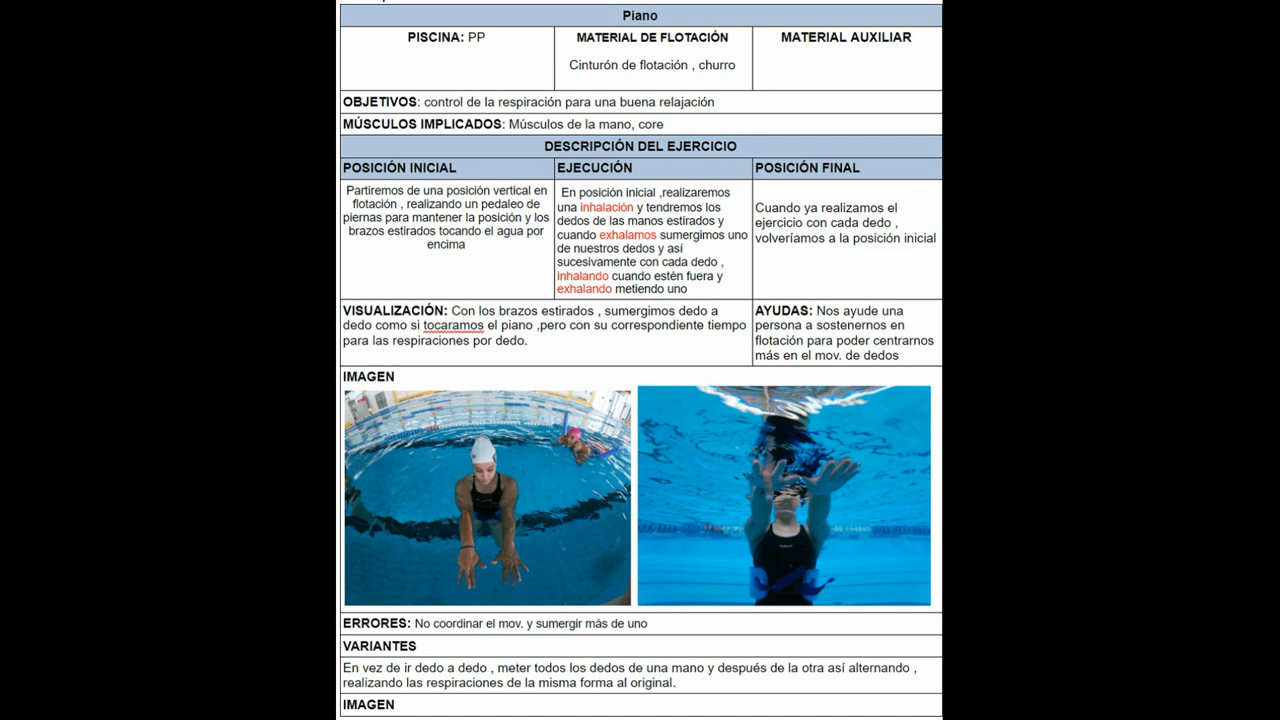 Piano
PISCINA: PP
MATERIAL DE FLOTACIÓN
Cinturón de flotación , churro
MATERIAL AUXILIAR
OBJETIVOS: control de la respiración para una buena relajación
MÚSCULOS IMPLICADOS: Músculos de la mano, core
DESCRIPCIÓN DEL EJERCICIO
POSICIÓN INICIAL
Partiremos de una posición vertical en
flotación , realizando un pedaleo de
piernas para mantener la posición y los
brazos estirados tocando el agua por
encima
EJECUCIÓN
En posición inicial ,realizaremos
una inhalación y tendremos los
dedos de las manos estirados y
cuando exhalamos sumergimos uno
de nuestros dedos y así
sucesivamente con cada dedo ,
inhalando cuando estén fuera y
exhalando metiendo uno
POSICIÓN FINAL
Cuando ya realizamos el
ejercicio con cada dedo ,
volveríamos a la posición inicial
VISUALIZACIÓN: Con los brazos estirados , sumergimos dedo a
dedo como si tocaramos el piano ,pero con su correspondiente tiempo
para las respiraciones por dedo.
AYUDAS: Nos ayude una
persona a sostenernos en
flotación para poder centrarnos
más en el mov. de dedos
IMAGEN
ERRORES: No coordinar el mov. y sumergir más de uno
VARIANTES
En vez de ir dedo a dedo , meter todos los dedos de una mano y después de la otra así alternando ,
realizando las respiraciones de la misma forma al original.
IMAGEN